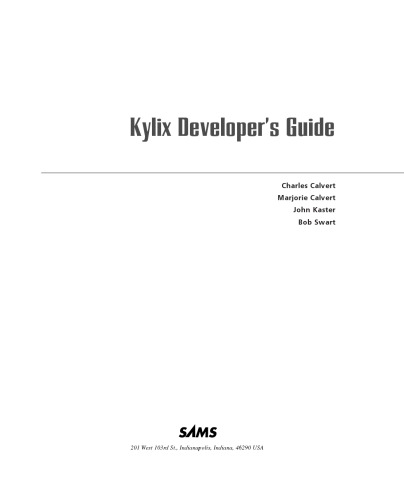 Kylix Developer's Guide
Charles Calvert
Marjorie Calvert
John Kaster
Bob Swart
SAMS
201 West 103rd St., Indianapolis, Indiana, 46290 USA